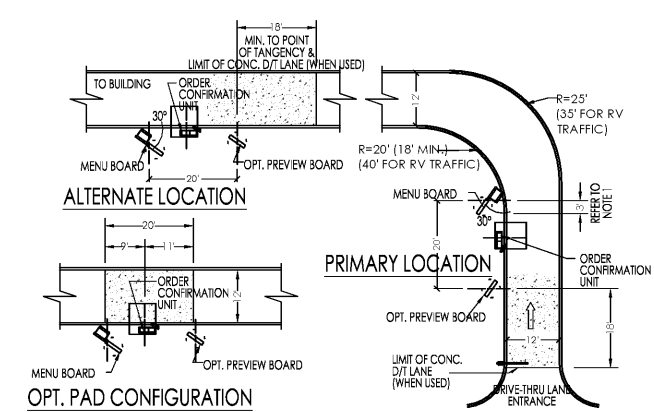 18'
MIN. TO POINT
OF TANGENCY &
LIMIT OF CONC. D/T LANE (WHEN USED)
TO BUILDING
ORDER
CONFIRMATION
UNIT
30°
MENU BOARD
OPT. PREVIEW BOARD
20'
ALTERNATE LOCATION
12'
R=25'
(35' FOR RV
TRAFFIC)
R=20' (18' MIN.)
(40' FOR RV TRAFFIC)
MENU BOARD
30°
3'
REFER TO
NOTE 1
20'
PRIMARY LOCATION
ORDER
CONFIRMATION
UNIT
OPT. PREVIEW BOARD
18'
12'
LIMIT OF CONC.
D/T LANE
(WHEN USED)
DRIVE-THRU LANE
ENTRANCE
20'
9'
11'
ORDER
CONFIRMATION
UNIT
12'
MENU BOARD
OPT. PREVIEW BOARD
OPT. PAD CONFIGURATION